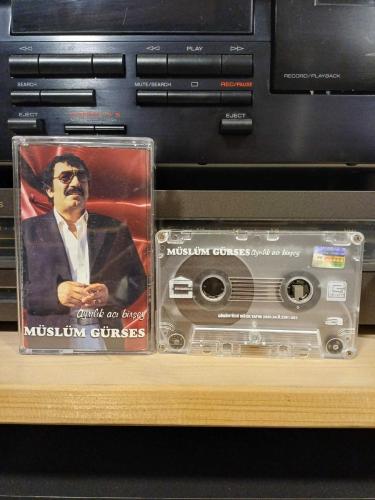 PLAY
SEARCH
MUTE/SEARCH
REC/PAUSE
RECORD/PLAYBACK
EJECT
EJECT
ayrılık acı birşey
MÜSLÜM GÜRSES
MÜSLÜM GÜRSES ayrılık acı birşey
a